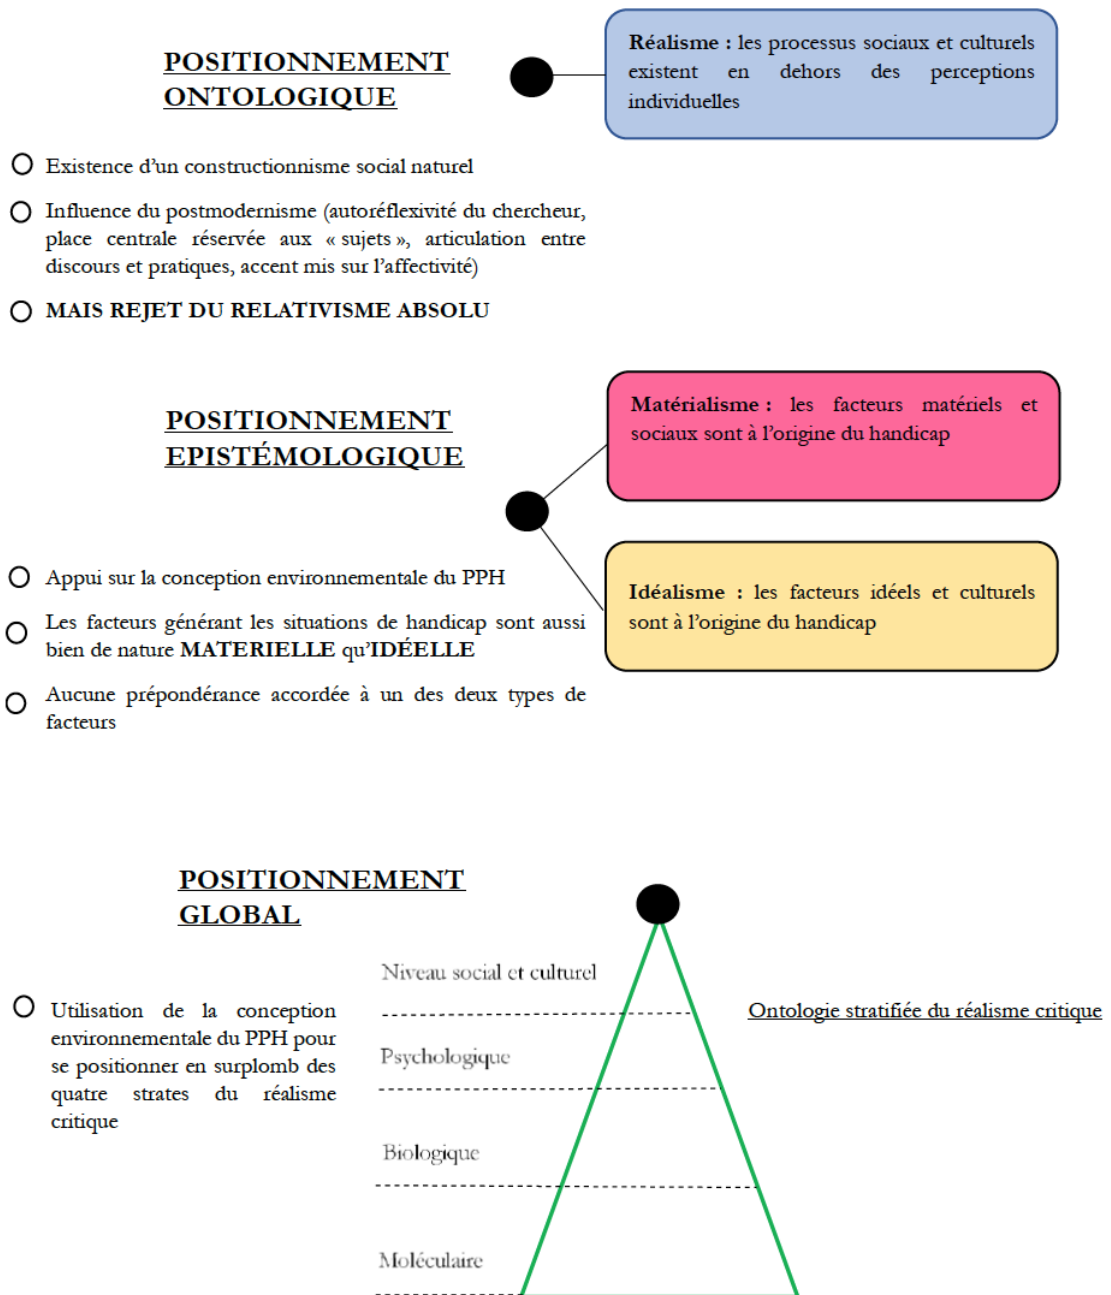 POSITIONNEMENT
ONTOLOGIQUE
Réalisme : les processus sociaux et culturels
existent en dehors des perceptions
individuelles
Existence d'un constructionnisme social naturel
Influence du postmodernisme (autoréflexivité du chercheur,
place centrale réservée aux « sujets », articulation entre
discours et pratiques, accent mis sur l'affectivité)
MAIS REJET DU RELATIVISME ABSOLU
POSITIONNEMENT
EPISTÉMOLOGIQUE
Matérialisme : les facteurs matériels et
sociaux sont à l'origine du handicap
Idéalisme : les facteurs idéels et culturels
sont à l'origine du handicap
Appui sur la conception environnementale du PPH
Les facteurs générant les situations de handicap sont aussi
bien de nature MATERIELLE qu'IDÉELLE
Aucune prépondérance accordée à un des deux types de
facteurs
POSITIONNEMENT
GLOBAL
Utilisation de la conception
environnementale du PPH pour
se positionner en surplomb des
quatre strates du réalisme
critique
Niveau social et culturel
Psychologique
Biologique
Moléculaire
Ontologie stratifiée du réalisme critique